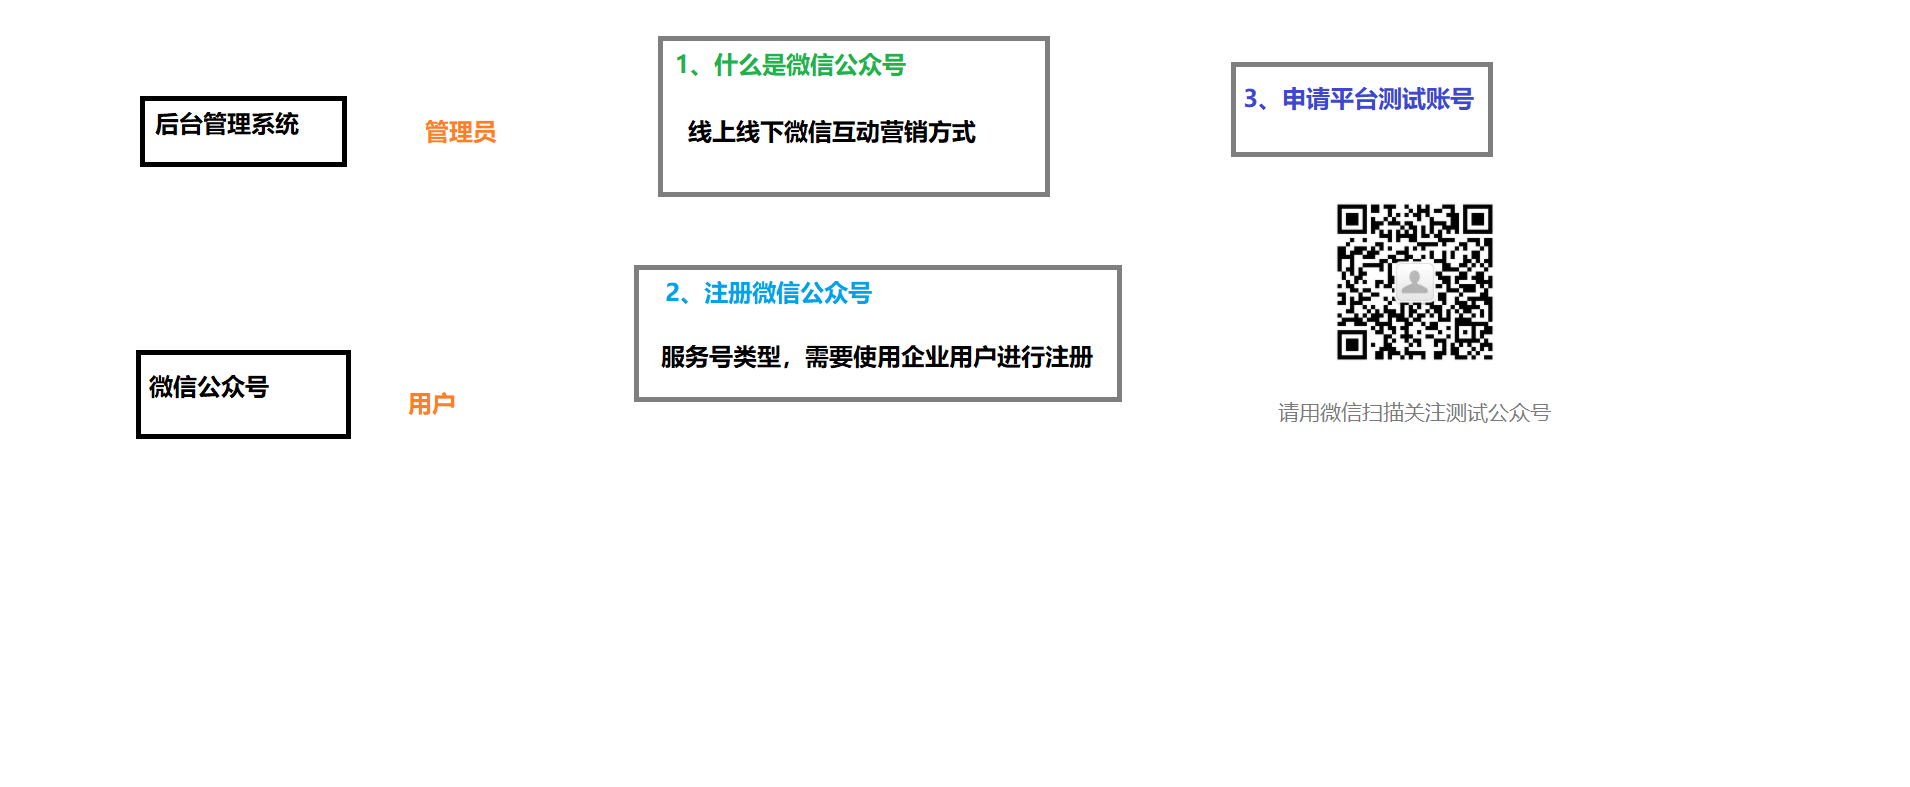 后台管理系统
管理员
微信公众号
用户
1、什么是微信公众号
线上线下微信互动营销方式
2、注册微信公众号
服务号类型，需要使用企业用户进行注册
3、申请平台测试账号
请用微信扫描关注测试公众号